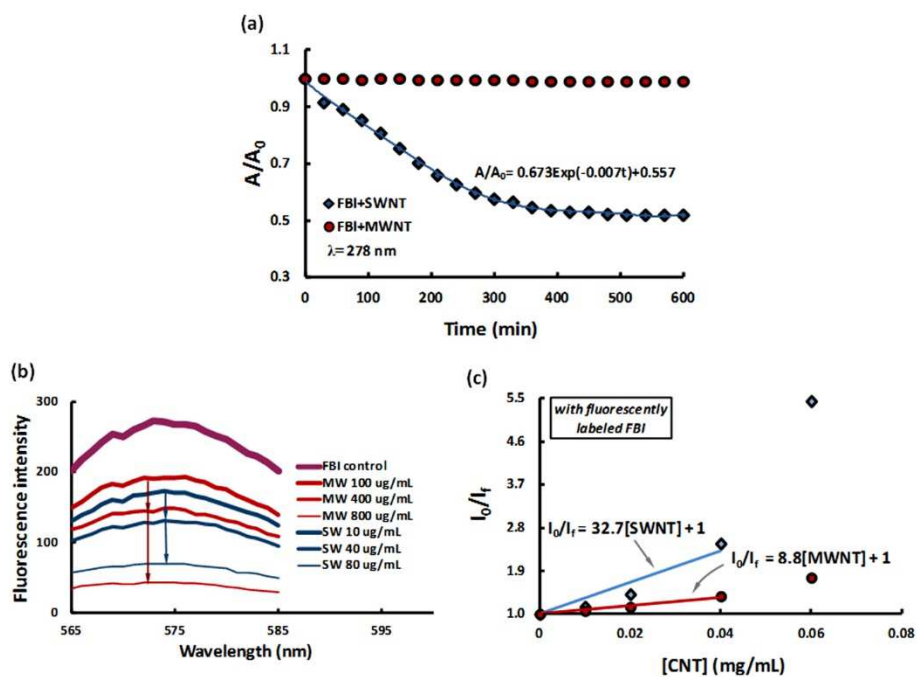 (a)
1.1
0.9
0.7
0.5
0.3
A/A₀
A/A₀= 0.673Exp(-0.007t)+0.557
FBI+SWNT
FBI+MWNT
λ= 278 nm
0 100 200 300 400 500 600
Time (min)
(b)
300
200
100
0
Fluorescence intensity
FBI control
MW 100 ug/mL
MW 400 ug/mL
MW 800 ug/mL
SW 10 ug/mL
SW 40 ug/mL
SW 80 ug/mL
565 575 585 595
Wavelength (nm)
(c)
5.5
4.6
3.7
2.8
1.9
1.0
I₀/I_f
with fluorescently
labeled FBI
I₀/I_f = 32.7[SWNT] + 1
I₀/I_f = 8.8[MWNT] + 1
0 0.02 0.04 0.06 0.08
[CNT] (mg/mL)